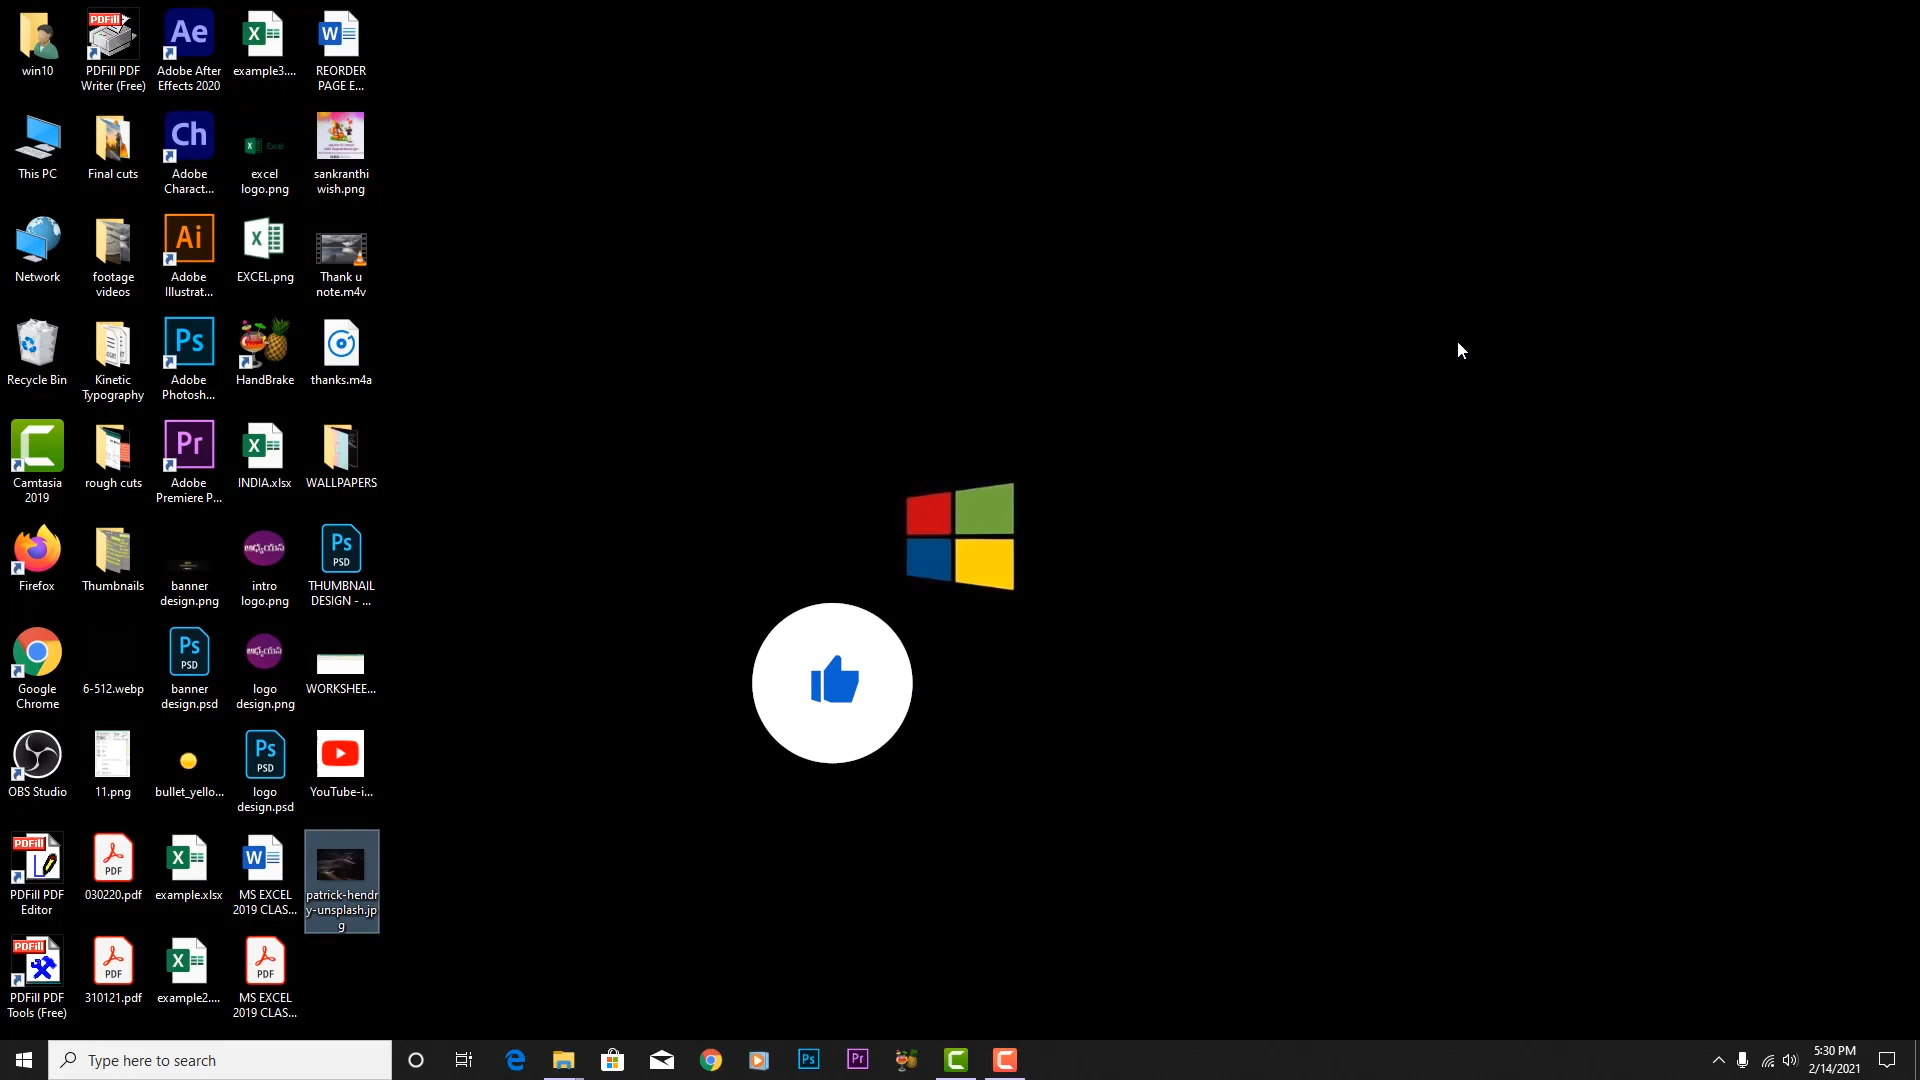 win10
PDFill PDF
Writer (Free)
Adobe After
Effects 2020
example3....
REORDER
PAGE E...
This PC
Final cuts
Adobe
Charact...
excel
logo.png
sankranthi
wish.png
Network
footage
videos
Adobe
Illustrat...
EXCEL.png
Thank u
note.m4v
Recycle Bin
Kinetic
Typography
Adobe
Photosh...
HandBrake
thanks.m4a
Camtasia
2019
rough cuts
Adobe
Premiere P...
INDIA.xlsx
WALLPAPERS
Firefox
Thumbnails
banner
design.png
intro
logo.png
THUMBNAIL
DESIGN - ...
Google
Chrome
6-512.webp
banner
design.psd
logo
design.png
WORKSHEE...
OBS Studio
11.png
bullet_yello...
logo
design.psd
YouTube-i...
PDFill PDF
Editor
030220.pdf
example.xlsx
MS EXCEL
2019 CLAS...
patrick-hendr
y-unsplash.jp
g
PDFill PDF
Tools (Free)
310121.pdf
example2....
MS EXCEL
2019 CLAS...
Type here to search
5:30 PM
2/14/2021